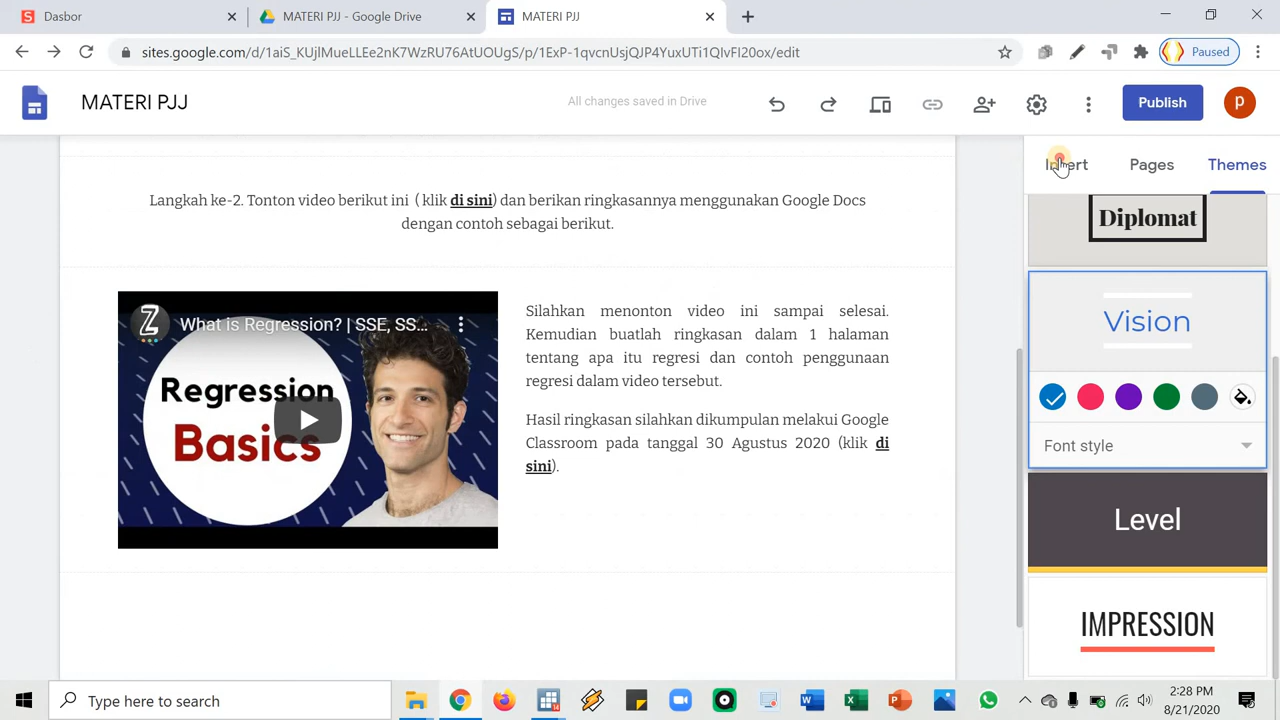 Dasbor
MATERI PJJ - Google Drive
MATERI PJJ
sites.google.com/d/1aiS_KUjlMueLLEe2nK7WzRU76AtUOUgS/p/1ExP-1qvcnUsjQJP4YuxUTi1QIvFI20ox/edit
Paused
MATERI PJJ
All changes saved in Drive
Publish
p
Insert
Pages
Themes
Diplomat
Langkah ke-2. Tonton video berikut ini ( klik di sini) dan berikan ringkasannya menggunakan Google Docs
dengan contoh sebagai berikut.
What is Regression? | SSE, SS...
Regression
Basics
Silahkan menonton video ini sampai selesai.
Kemudian buatlah ringkasan dalam 1 halaman
tentang apa itu regresi dan contoh penggunaan
regresi dalam video tersebut.
Hasil ringkasan silahkan dikumpulan melakui Google
Classroom pada tanggal 30 Agustus 2020 (klik di
sini).
Vision
Font style
Level
IMPRESSION
Type here to search
2:28 PM
8/21/2020